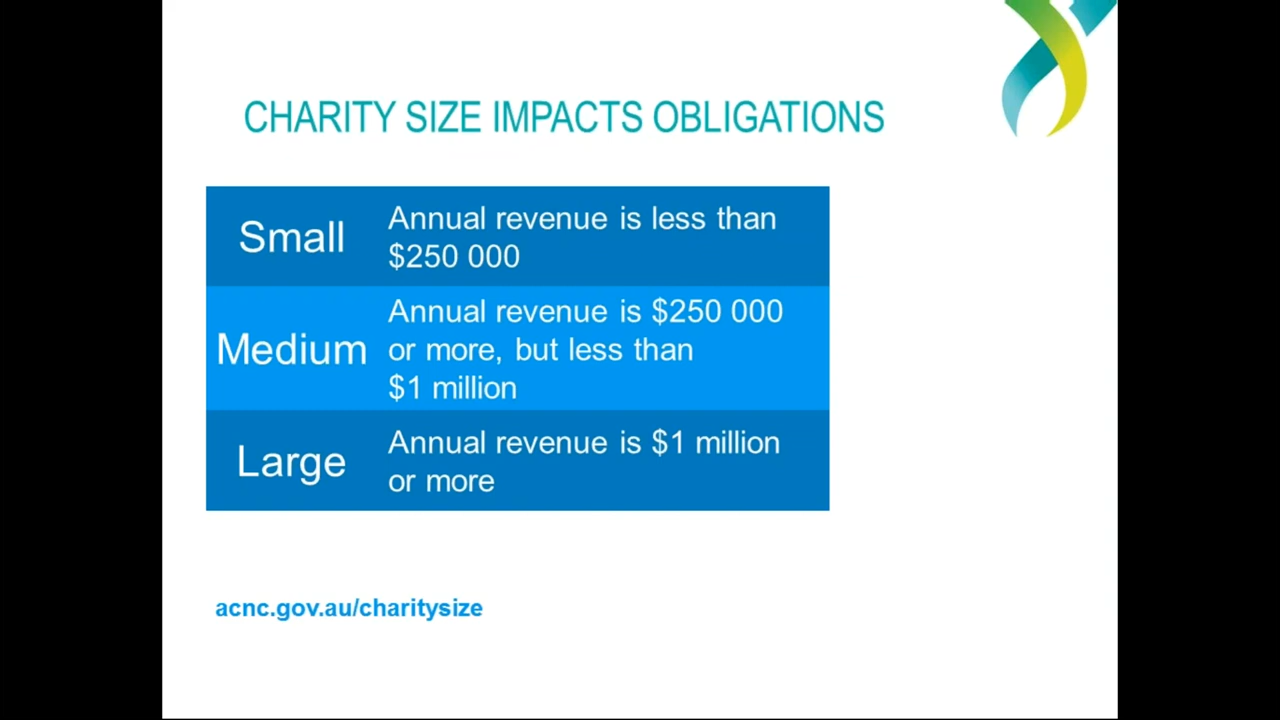 CHARITY SIZE IMPACTS OBLIGATIONS
Small
Annual revenue is less than
$250 000
Medium
Annual revenue is $250 000
or more, but less than
$1 million
Large
Annual revenue is $1 million
or more
acnc.gov.au/charitysize